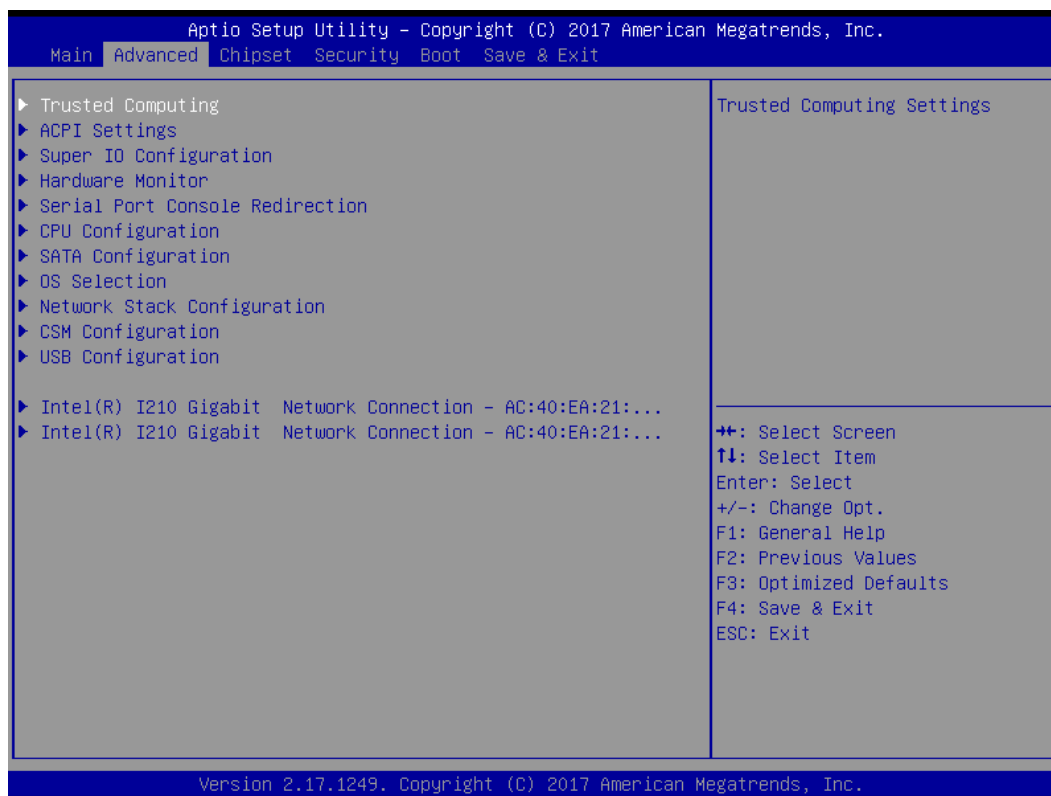 Aptio Setup Utility – Copyright (C) 2017 American Megatrends, Inc.
Main Advanced Chipset Security Boot Save & Exit
Trusted Computing
ACPI Settings
Super IO Configuration
Hardware Monitor
Serial Port Console Redirection
CPU Configuration
SATA Configuration
OS Selection
Network Stack Configuration
CSM Configuration
USB Configuration
Intel(R) I210 Gigabit  Network Connection – AC:40:EA:21:...
Intel(R) I210 Gigabit  Network Connection – AC:40:EA:21:...
Trusted Computing Settings
→←: Select Screen
↑↓: Select Item
Enter: Select
+/-: Change Opt.
F1: General Help
F2: Previous Values
F3: Optimized Defaults
F4: Save & Exit
ESC: Exit
Version 2.17.1249. Copyright (C) 2017 American Megatrends, Inc.